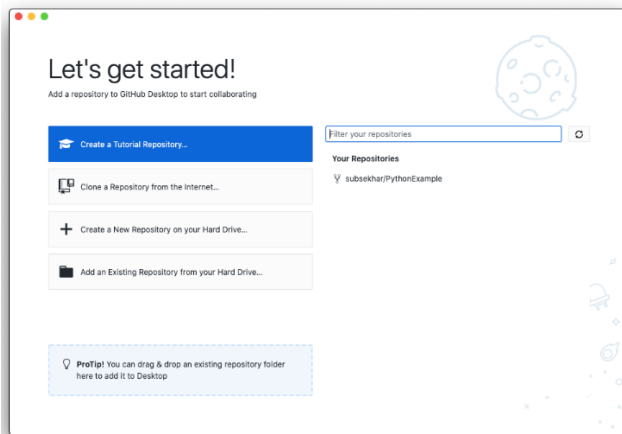 Let's get started!
Add a repository to GitHub Desktop to start collaborating
Create a Tutorial Repository...
Clone a Repository from the Internet...
Create a New Repository on your Hard Drive...
Add an Existing Repository from your Hard Drive...
ProTip! You can drag & drop an existing repository folder
here to add it to Desktop
Filter your repositories
Your Repositories
subsekhar/PythonExample